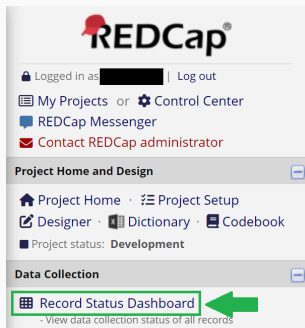 REDCap®
Logged in as | Log out
My Projects or Control Center
REDCap Messenger
Contact REDCap administrator
Project Home and Design
Project Home · Project Setup
Designer · Dictionary · Codebook
Project status: Development
Data Collection
Record Status Dashboard
- View data collection status of all records